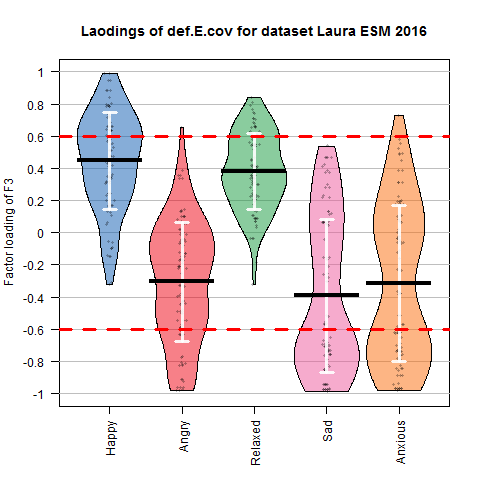 Laodings of def.E.cov for dataset Laura ESM 2016
Factor loading of F3
1
0.8
0.6
0.4
0.2
0
-0.2
-0.4
-0.6
-0.8
-1
Happy
Angry
Relaxed
Sad
Anxious